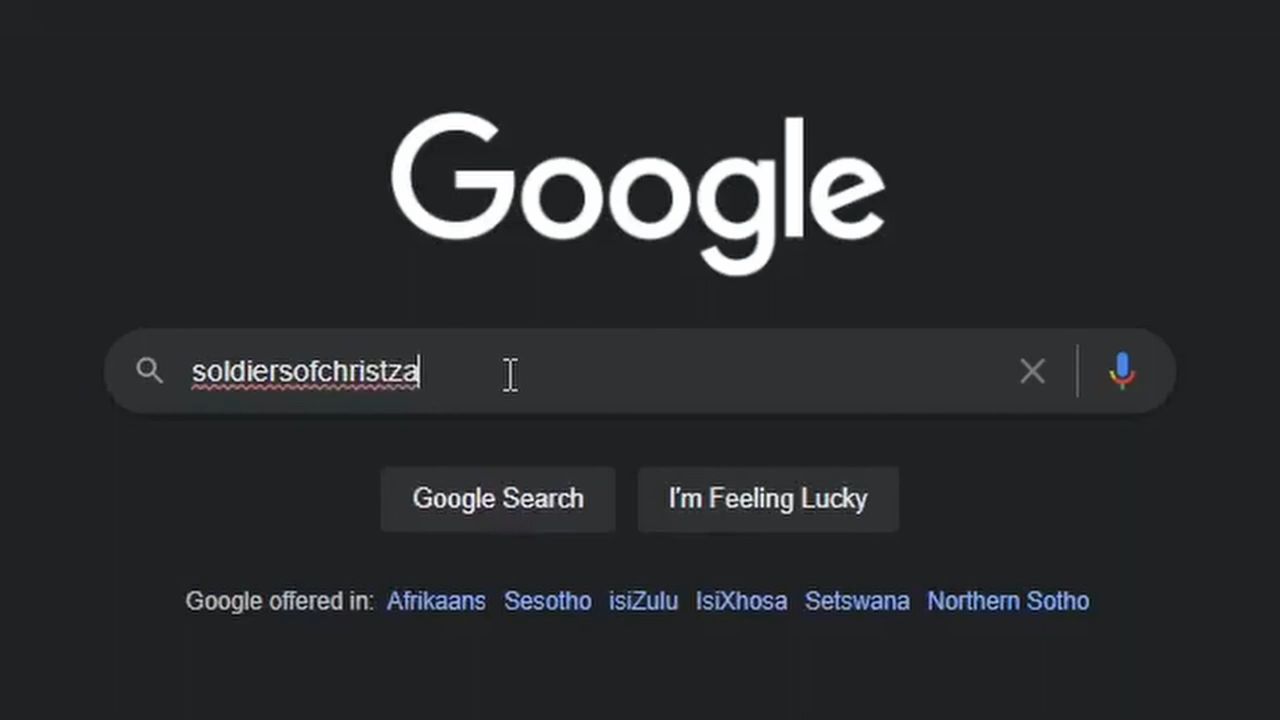 Google
soldiersofchristza
Google Search I'm Feeling Lucky
Google offered in: Afrikaans Sesotho isiZulu IsiXhosa Setswana Northern Sotho